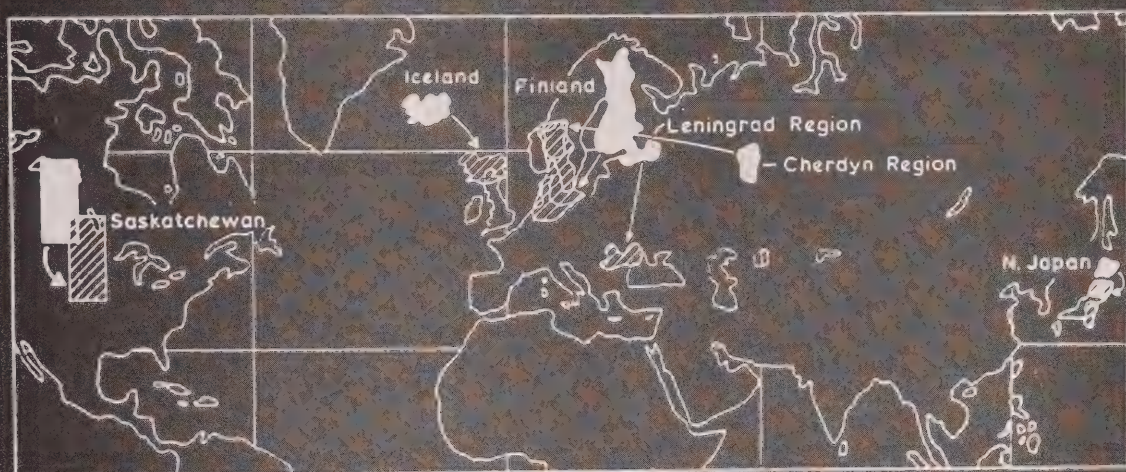 Iceland
Finland
Leningrad Region
Cherdyn Region
Saskatchewan
N. Japan